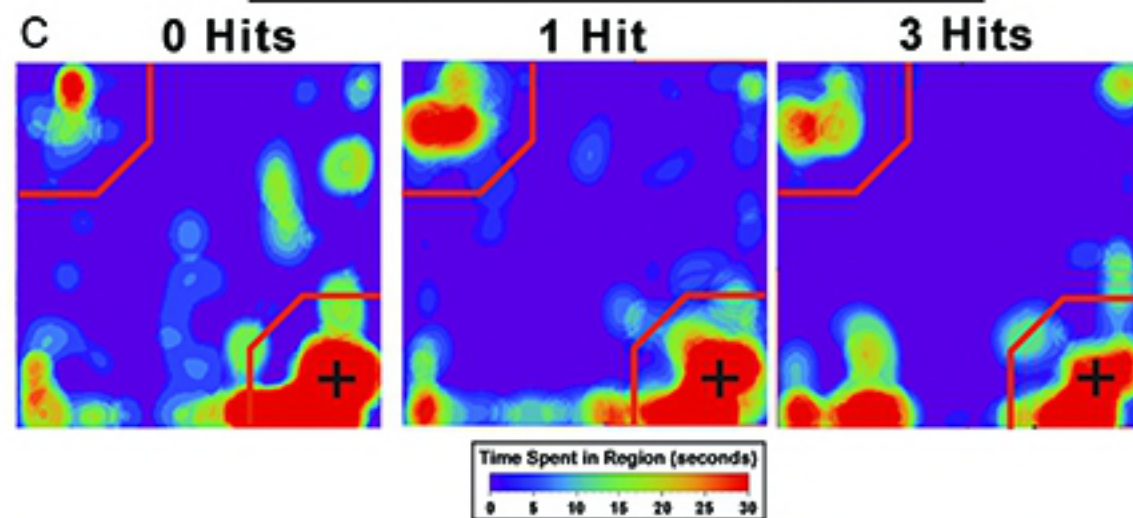 C
0 Hits
1 Hit
3 Hits
+
+
+
Time Spent in Region (seconds)
0 5 10 15 20 25 30